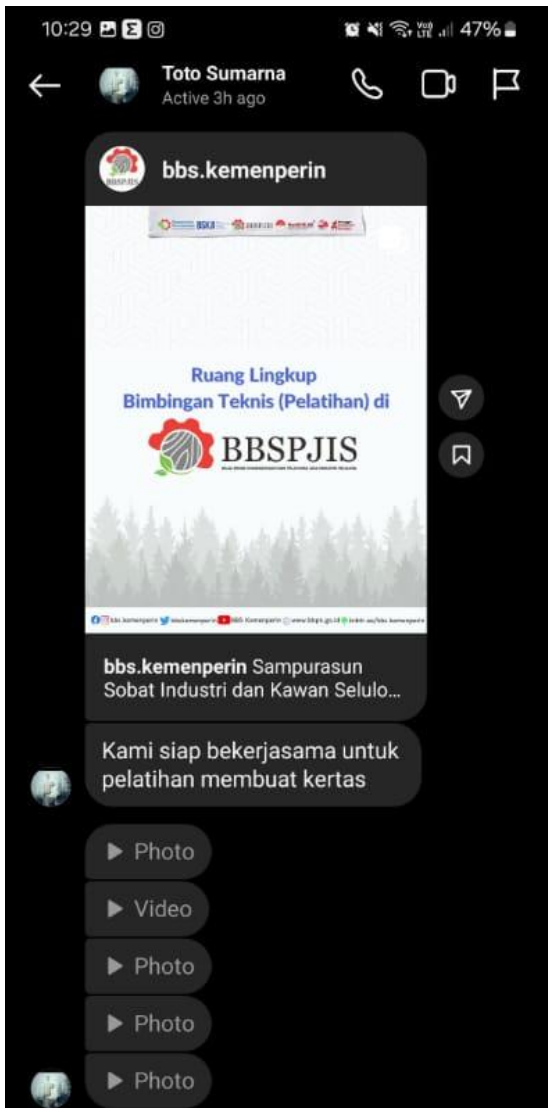 10:29
47%
Toto Sumarna
Active 3h ago
bbs.kemenperin
BSKJI
Ruang Lingkup
Bimbingan Teknis (Pelatihan) di
BBSPJIS
bbs.kemenperin Sampurasun
Sobat Industri dan Kawan Selulo...
Kami siap bekerjasama untuk
pelatihan membuat kertas
Photo
Video
Photo
Photo
Photo